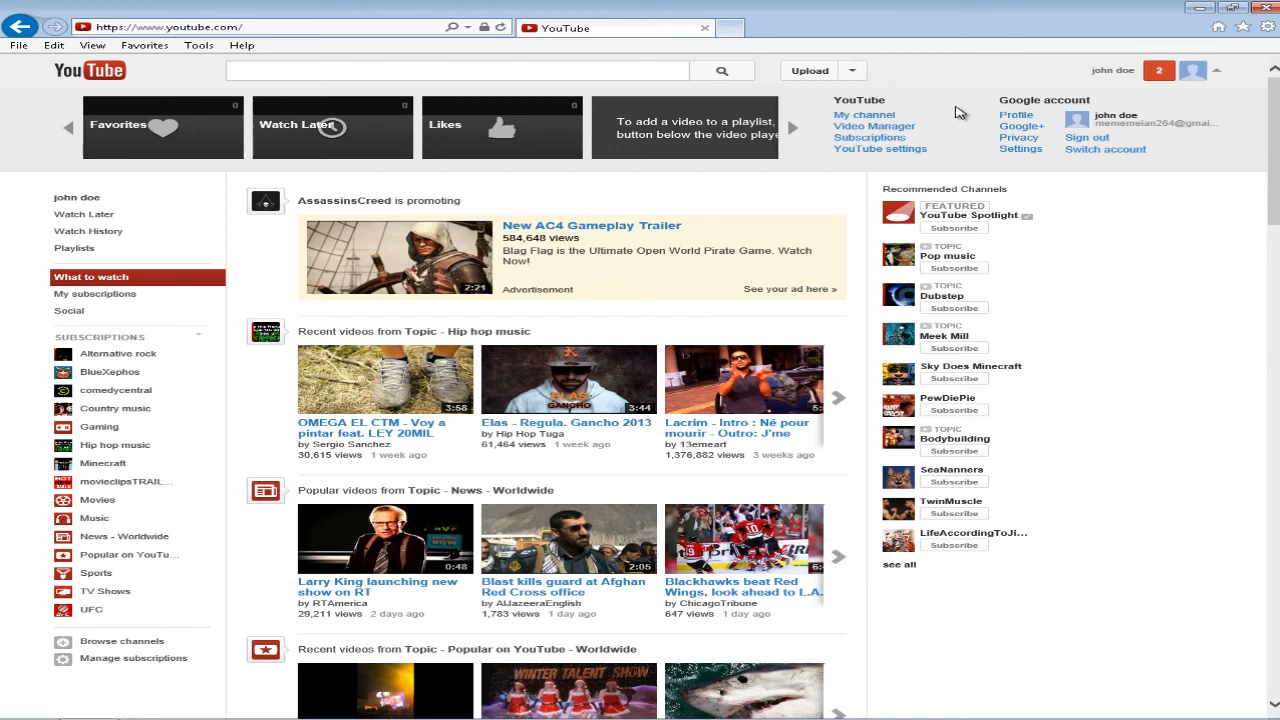 https://www.youtube.com/
YouTube
File Edit View Favorites Tools Help
YouTube
Upload
john doe
2
0
Favorites
0
Watch Later
0
Likes
To add a video to a playlist,
button below the video playe
YouTube
My channel
Video Manager
Subscriptions
YouTube settings
Google account
Profile
Google+
Privacy
Settings
john doe
mememeian264@gmai...
Sign out
Switch account
john doe
Watch Later
Watch History
Playlists
What to watch
My subscriptions
Social
SUBSCRIPTIONS
Alternative rock
BlueXephos
comedycentral
Country music
Gaming
Hip hop music
Minecraft
movieclipsTRAIL...
Movies
Music
News - Worldwide
Popular on YouTu...
Sports
TV Shows
UFC
Browse channels
Manage subscriptions
AssassinsCreed is promoting
2:21
New AC4 Gameplay Trailer
584,648 views
Blag Flag is the Ultimate Open World Pirate Game. Watch
Now!
Advertisement
See your ad here »
Recent videos from Topic - Hip hop music
3:58
OMEGA EL CTM - Voy a
pintar feat. LEY 20MIL
by Sergio Sanchez
30,615 views 1 week ago
3:44
Elas - Regula. Gancho 2013
by Hip Hop Tuga
61,464 views 1 week ago
5:
Lacrim - Intro : Né pour
mourir - Outro: J'me
by 13emeart
1,376,882 views 3 weeks ago
Popular videos from Topic - News - Worldwide
0:48
Larry King launching new
show on RT
by RTAmerica
29,211 views 2 days ago
2:05
Blast kills guard at Afghan
Red Cross office
by AlJazeeraEnglish
1,783 views 1 day ago
6:
Blackhawks beat Red
Wings, look ahead to L.A.
by ChicagoTribune
647 views 1 day ago
Recent videos from Topic - Popular on YouTube - Worldwide
WINTER TALENT SHOW
Recommended Channels
FEATURED
YouTube Spotlight
Subscribe
TOPIC
Pop music
Subscribe
TOPIC
Dubstep
Subscribe
TOPIC
Meek Mill
Subscribe
Sky Does Minecraft
Subscribe
PewDiePie
Subscribe
TOPIC
Bodybuilding
Subscribe
SeaNanners
Subscribe
TwinMuscle
Subscribe
LifeAccordingToJi...
Subscribe
see all